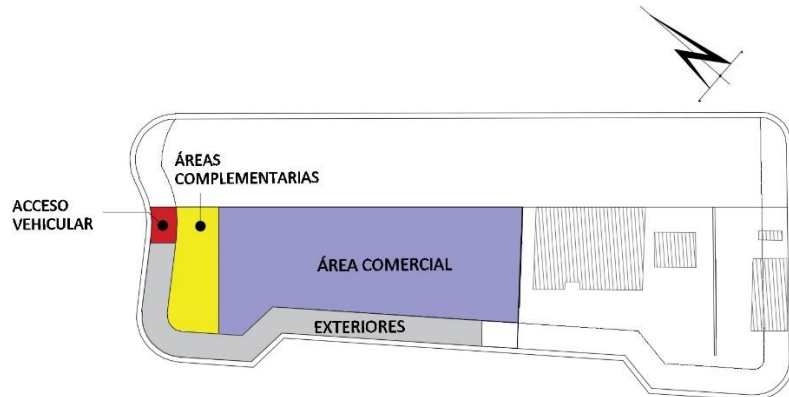 ÁREAS
COMPLEMENTARIAS
ACCESO
VEHICULAR
ÁREA COMERCIAL
EXTERIORES